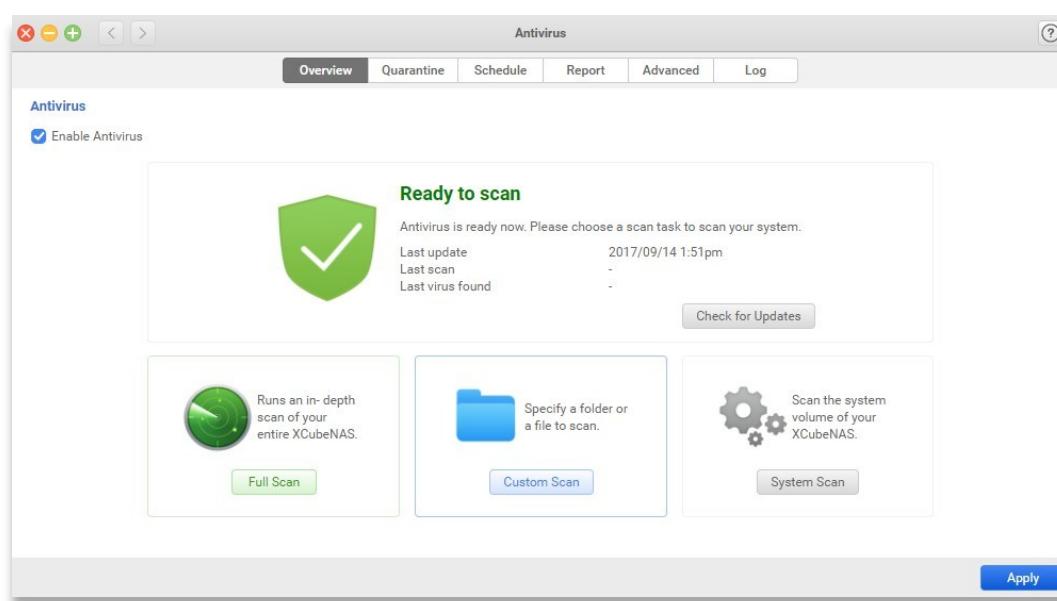 Antivirus
?
Overview Quarantine Schedule Report Advanced Log
Antivirus
Enable Antivirus
Ready to scan
Antivirus is ready now. Please choose a scan task to scan your system.
Last update 2017/09/14 1:51pm
Last scan -
Last virus found -
Check for Updates
Runs an in- depth
scan of your
entire XCubeNAS.
Full Scan
Specify a folder or
a file to scan.
Custom Scan
Scan the system
volume of your
XCubeNAS.
System Scan
Apply